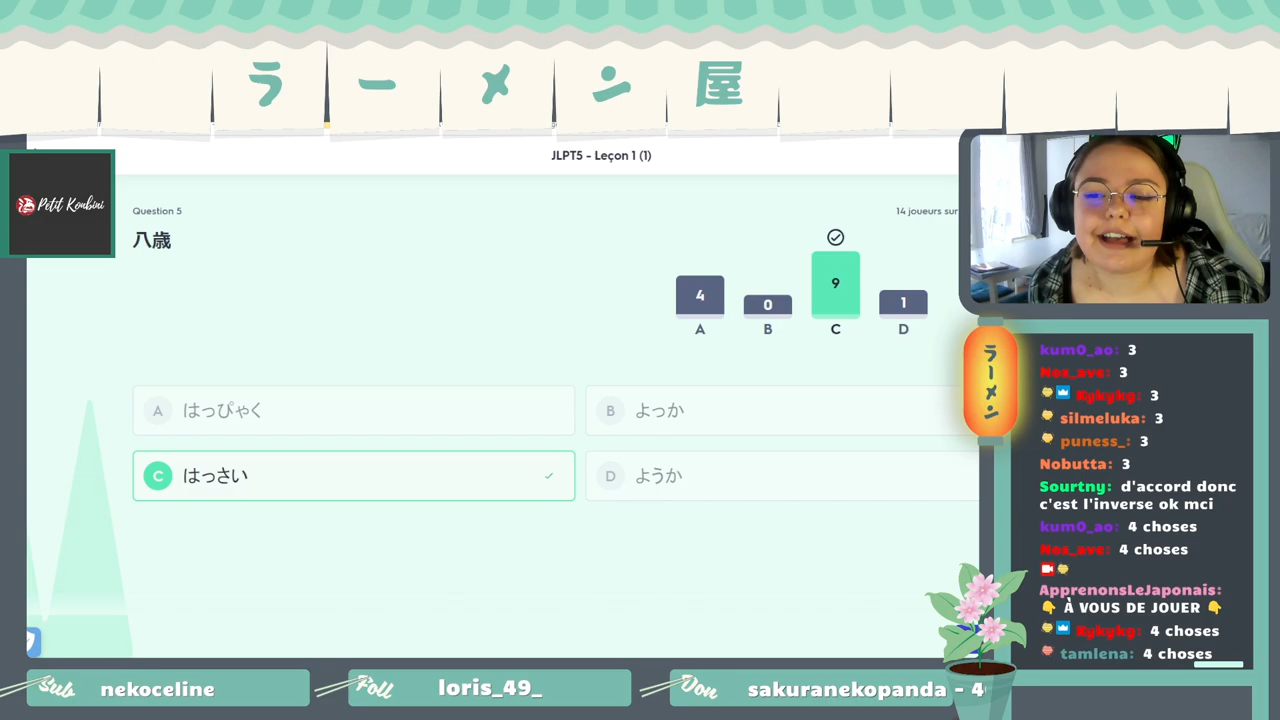 ラーメン屋
JLPT5 - Leçon 1 (1)
Petit Konbini
Question 5
14 joueurs sur
八歳
4
0
9
1
A
B
C
D
A はっぴゃく
B よっか
C はっさい
D ようか
ラーメン
kum0_ao: 3
Nos_ave: 3
Kykykg: 3
silmeluka: 3
puness_: 3
Nobutta: 3
Sourtny: d'accord donc
c'est l'inverse ok mci
kum0_ao: 4 choses
Nos_ave: 4 choses
ApprenonsLeJaponais:
👇 À VOUS DE JOUER 👇
Kykykg: 4 choses
tamlena: 4 choses
Sub nekoceline
Foll loris_49_
Don sakuranekopanda - 4